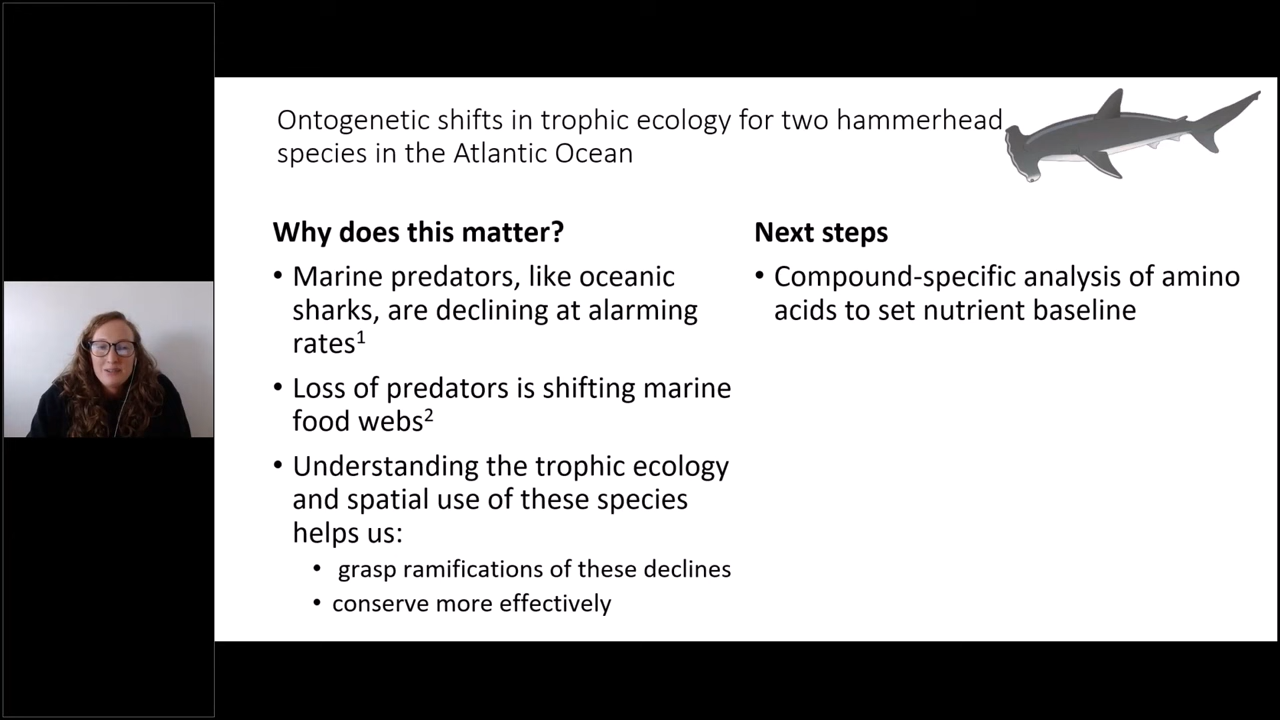 Ontogenetic shifts in trophic ecology for two hammerhead
species in the Atlantic Ocean
Why does this matter?
• Marine predators, like oceanic
sharks, are declining at alarming
rates¹
• Loss of predators is shifting marine
food webs²
• Understanding the trophic ecology
and spatial use of these species
helps us:
• grasp ramifications of these declines
• conserve more effectively
Next steps
• Compound-specific analysis of amino
acids to set nutrient baseline